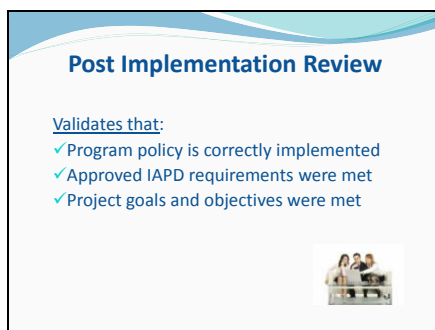 Post Implementation Review
Validates that:
✓Program policy is correctly implemented
✓Approved IAPD requirements were met
✓Project goals and objectives were met